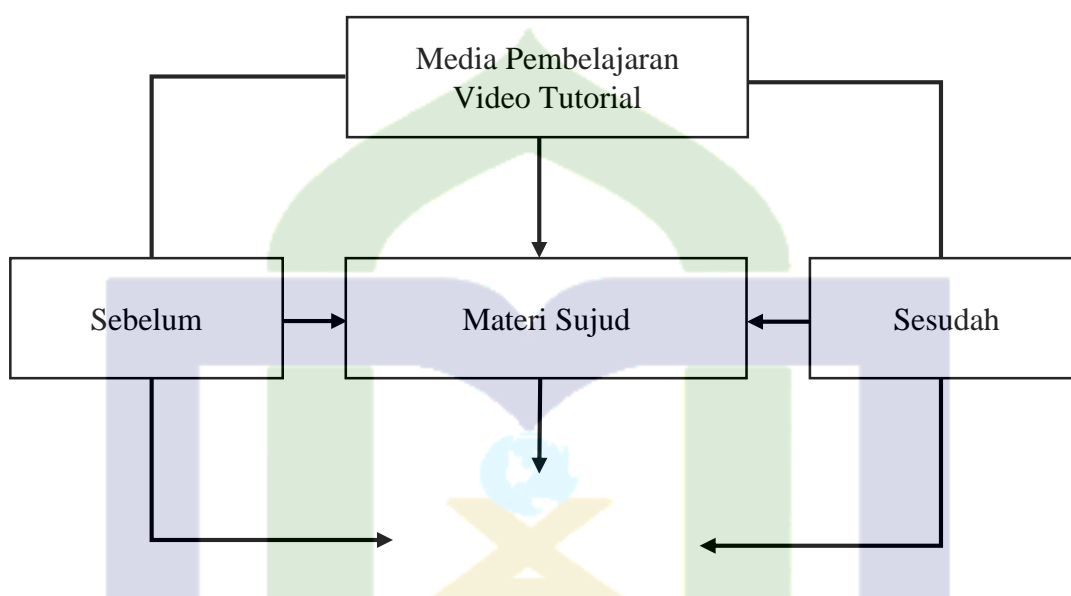 Media Pembelajaran
Video Tutorial
Sebelum
Materi Sujud
Sesudah